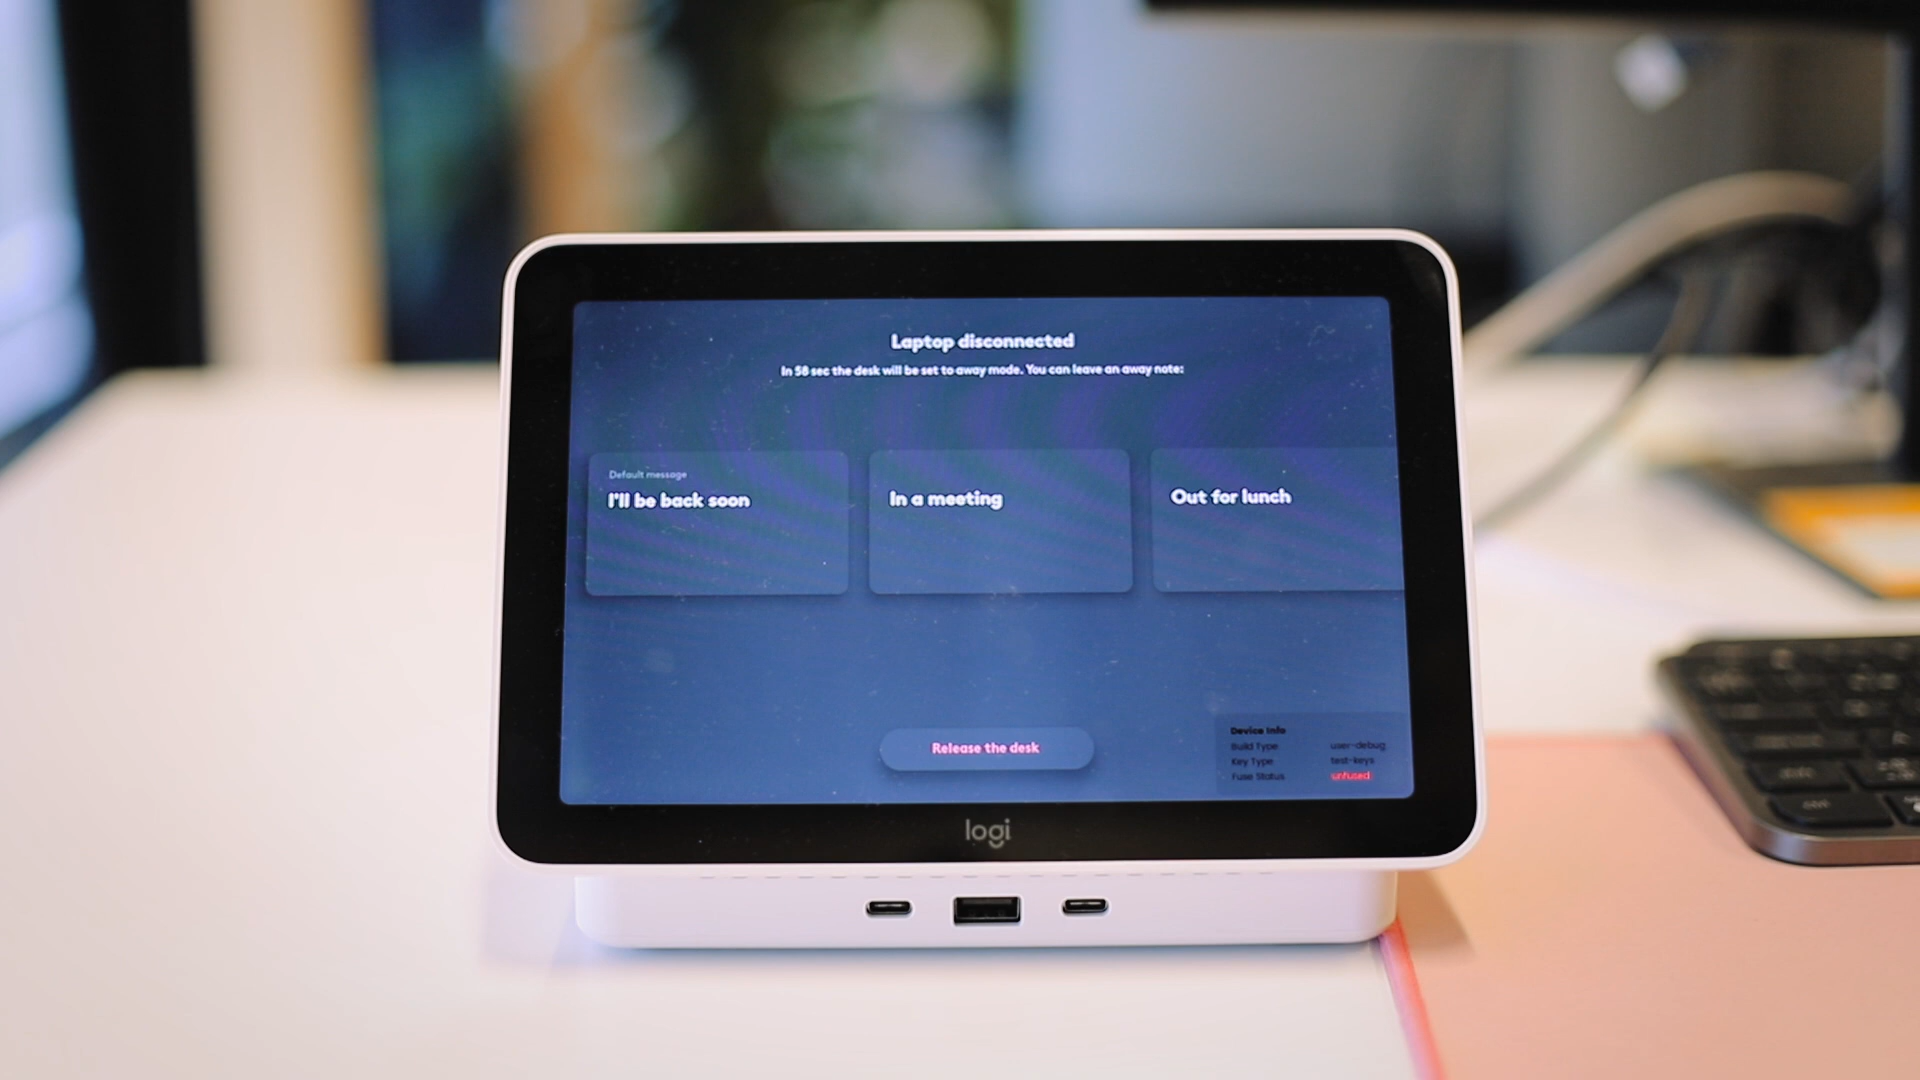 Laptop disconnected
In 58 sec the desk will be set to away mode. You can leave an away note:
Default message
I'll be back soon
In a meeting
Out for lunch
Release the desk
Device Info
Build Type user-debug
Key Type test-keys
Fuse Status unfused
logi